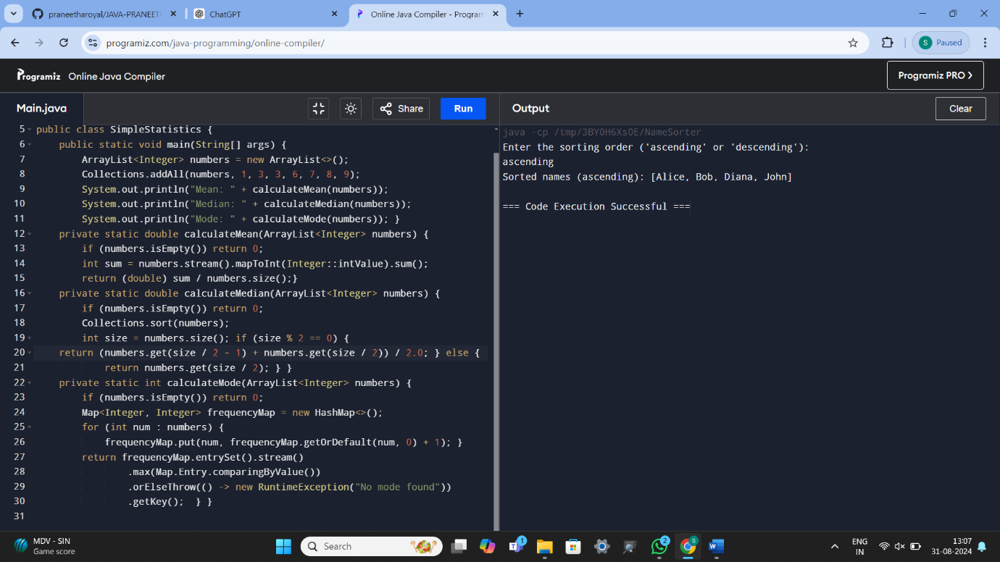 praneetharoyal/JAVA-PRANEET
ChatGPT
Online Java Compiler - Program
programiz.com/java-programming/online-compiler/
S Paused
Programiz Online Java Compiler
Programiz PRO >
Main.java
Share
Run
Output
Clear
5 public class SimpleStatistics {
6 public static void main(String[] args) {
7 ArrayList<Integer> numbers = new ArrayList<>();
8 Collections.addAll(numbers, 1, 3, 3, 6, 7, 8, 9);
9 System.out.println("Mean: " + calculateMean(numbers));
10 System.out.println("Median: " + calculateMedian(numbers));
11 System.out.println("Mode: " + calculateMode(numbers)); }
12 private static double calculateMean(ArrayList<Integer> numbers) {
13 if (numbers.isEmpty()) return 0;
14 int sum = numbers.stream().mapToInt(Integer::intValue).sum();
15 return (double) sum / numbers.size();}
16 private static double calculateMedian(ArrayList<Integer> numbers) {
17 if (numbers.isEmpty()) return 0;
18 Collections.sort(numbers);
19 int size = numbers.size(); if (size % 2 == 0) {
20 return (numbers.get(size / 2 - 1) + numbers.get(size / 2)) / 2.0; } else {
21 return numbers.get(size / 2); } }
22 private static int calculateMode(ArrayList<Integer> numbers) {
23 if (numbers.isEmpty()) return 0;
24 Map<Integer, Integer> frequencyMap = new HashMap<>();
25 for (int num : numbers) {
26 frequencyMap.put(num, frequencyMap.getOrDefault(num, 0) + 1); }
27 return frequencyMap.entrySet().stream()
28 .max(Map.Entry.comparingByValue())
29 .orElseThrow(() -> new RuntimeException("No mode found"))
30 .getKey();  } }
31
java -cp /tmp/3BYOH6XsOE/NameSorter
Enter the sorting order ('ascending' or 'descending'):
ascending
Sorted names (ascending): [Alice, Bob, Diana, John]
=== Code Execution Successful ===
MDV - SIN
Game score
Search
1
2
S
ENG
IN
13:07
31-08-2024